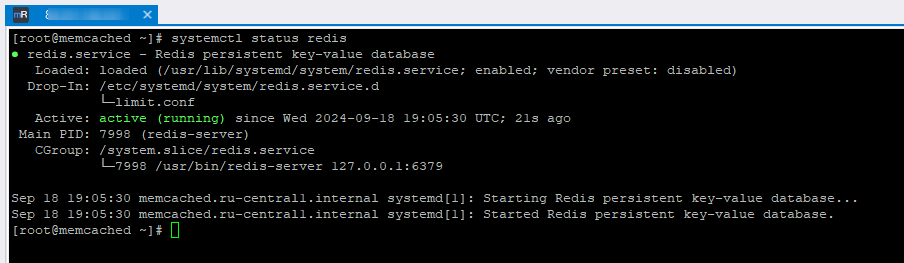 mR
[root@memcached ~]# systemctl status redis
● redis.service - Redis persistent key-value database
   Loaded: loaded (/usr/lib/systemd/system/redis.service; enabled; vendor preset: disabled)
  Drop-In: /etc/systemd/system/redis.service.d
           └─limit.conf
   Active: active (running) since Wed 2024-09-18 19:05:30 UTC; 21s ago
 Main PID: 7998 (redis-server)
   CGroup: /system.slice/redis.service
           └─7998 /usr/bin/redis-server 127.0.0.1:6379
Sep 18 19:05:30 memcached.ru-central1.internal systemd[1]: Starting Redis persistent key-value database...
Sep 18 19:05:30 memcached.ru-central1.internal systemd[1]: Started Redis persistent key-value database.
[root@memcached ~]#